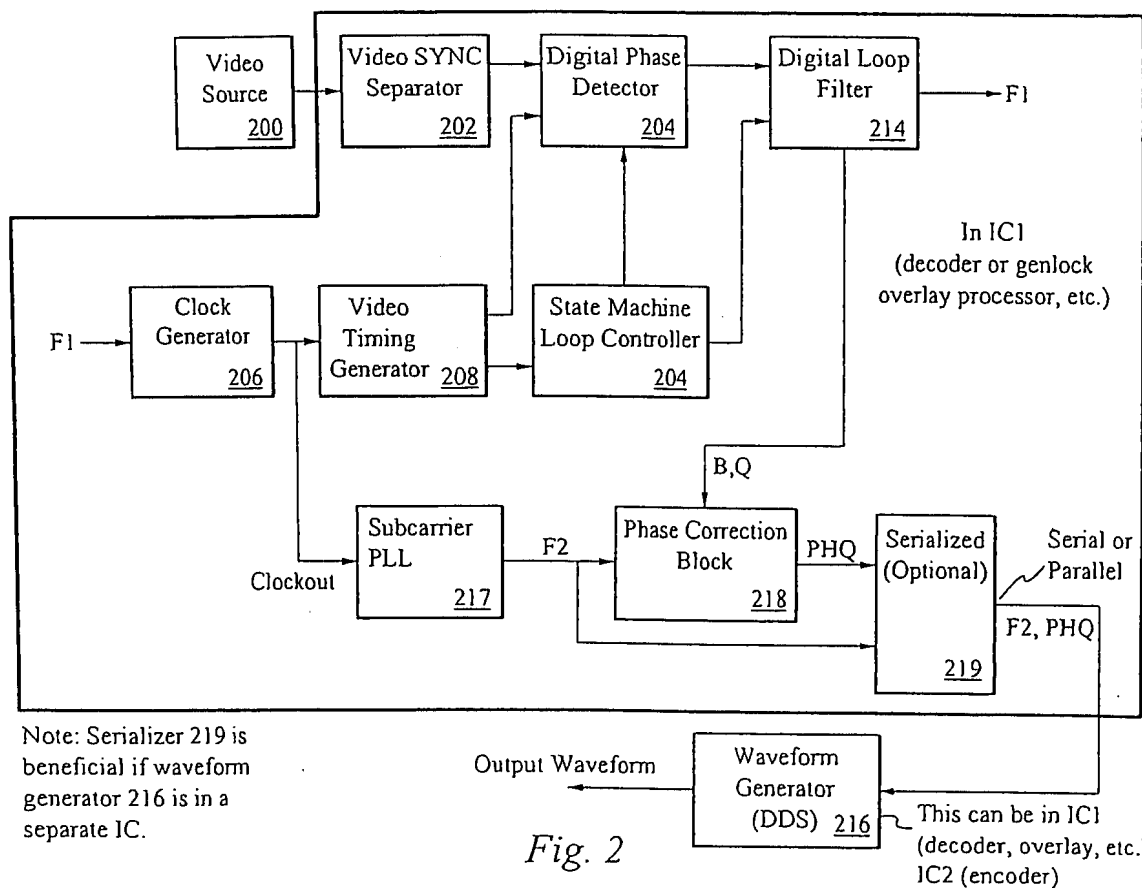 Video
Source
200
Video SYNC
Separator
202
Digital Phase
Detector
204
Digital Loop
Filter
214
F1
In IC1
(decoder or genlock
overlay processor, etc.)
F1
Clock
Generator
206
Video
Timing
Generator
208
State Machine
Loop Controller
204
B,Q
Clockout
Subcarrier
PLL
217
F2
Phase Correction
Block
218
PHQ
Serialized
(Optional)
219
Serial or
Parallel
F2, PHQ
Note: Serializer 219 is
beneficial if waveform
generator 216 is in a
separate IC.
Output Waveform
Waveform
Generator
(DDS)
216
This can be in IC1
(decoder, overlay, etc.
IC2 (encoder)
Fig. 2